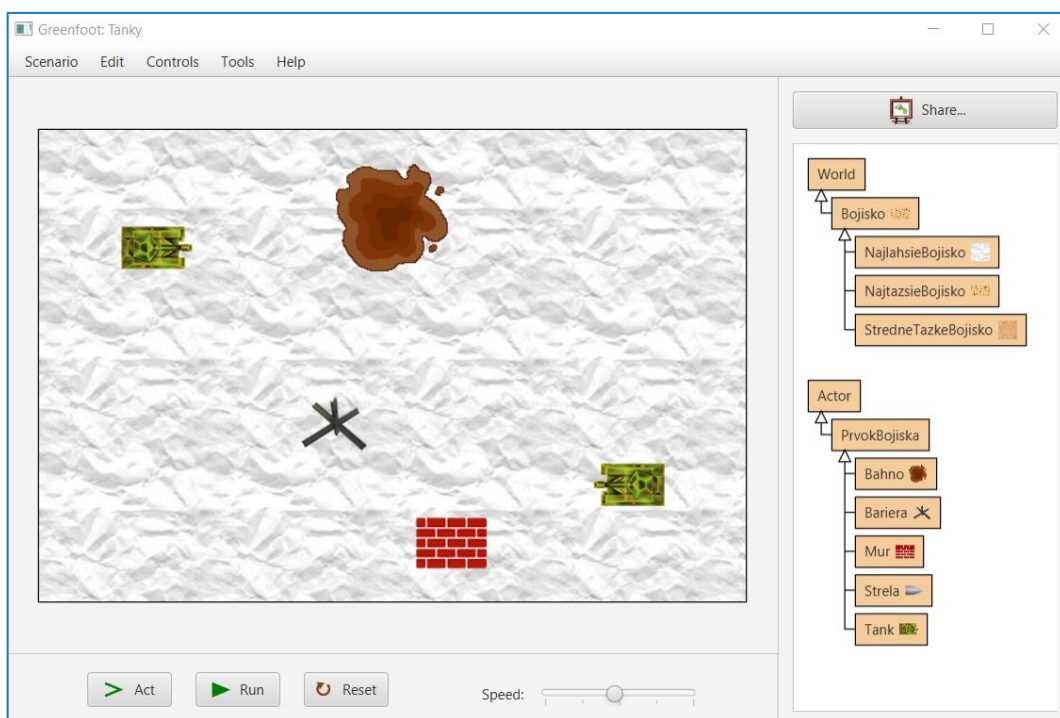 Greenfoot: Tanky
Scenario Edit Controls Tools Help
Share...
World
Bojisko
NajlahsieBojisko
NajtazsieBojisko
StredneTazkeBojisko
Actor
PrvokBojiska
Bahno
Bariera
Mur
Strela
Tank
Act Run Reset Speed: